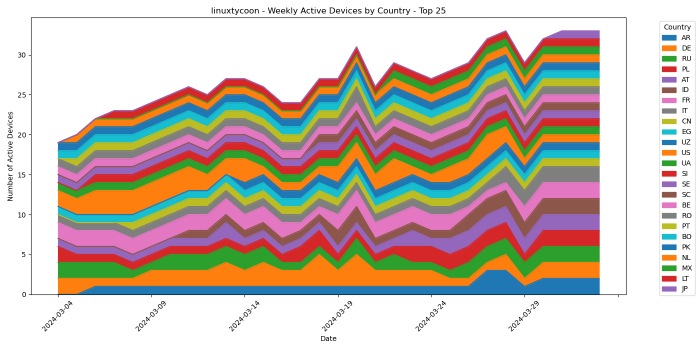 linuxtycoon - Weekly Active Devices by Country - Top 25
Number of Active Devices
30
25
20
15
10
5
0
2024-03-04
2024-03-09
2024-03-14
2024-03-19
2024-03-24
2024-03-29
Date
Country
AR
DE
RU
PL
AT
ID
FR
IT
CN
EG
UZ
US
UA
SI
SE
SC
BE
RO
PT
BO
PK
NL
MX
LT
JP